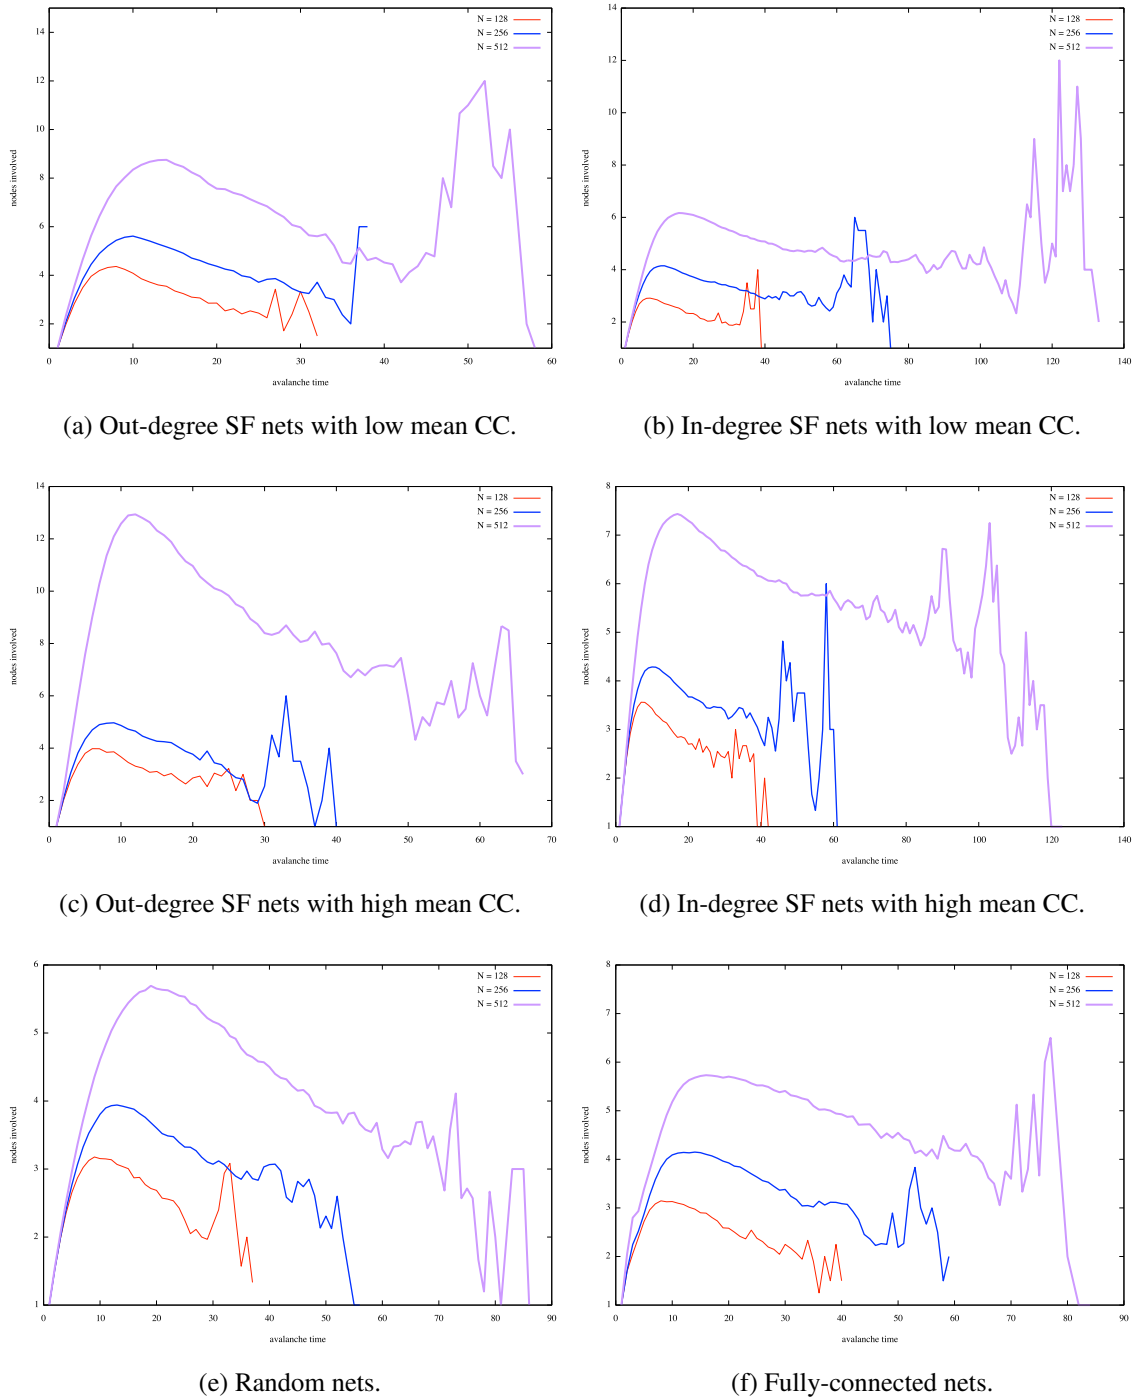 N = 128
N = 256
N = 512
nodes involved
14
12
10
8
6
4
2
0 10 20 30 40 50 60
avalanche time
(a) Out-degree SF nets with low mean CC.
N = 128
N = 256
N = 512
nodes involved
14
12
10
8
6
4
2
0 20 40 60 80 100 120 140
avalanche time
(b) In-degree SF nets with low mean CC.
N = 128
N = 256
N = 512
nodes involved
14
12
10
8
6
4
2
0 10 20 30 40 50 60 70
avalanche time
(c) Out-degree SF nets with high mean CC.
N = 128
N = 256
N = 512
nodes involved
8
7
6
5
4
3
2
1
0 20 40 60 80 100 120 140
avalanche time
(d) In-degree SF nets with high mean CC.
N = 128
N = 256
N = 512
nodes involved
6
5
4
3
2
1
0 10 20 30 40 50 60 70 80 90
avalanche time
(e) Random nets.
N = 128
N = 256
N = 512
nodes involved
8
7
6
5
4
3
2
1
0 10 20 30 40 50 60 70 80 90
avalanche time
(f) Fully-connected nets.